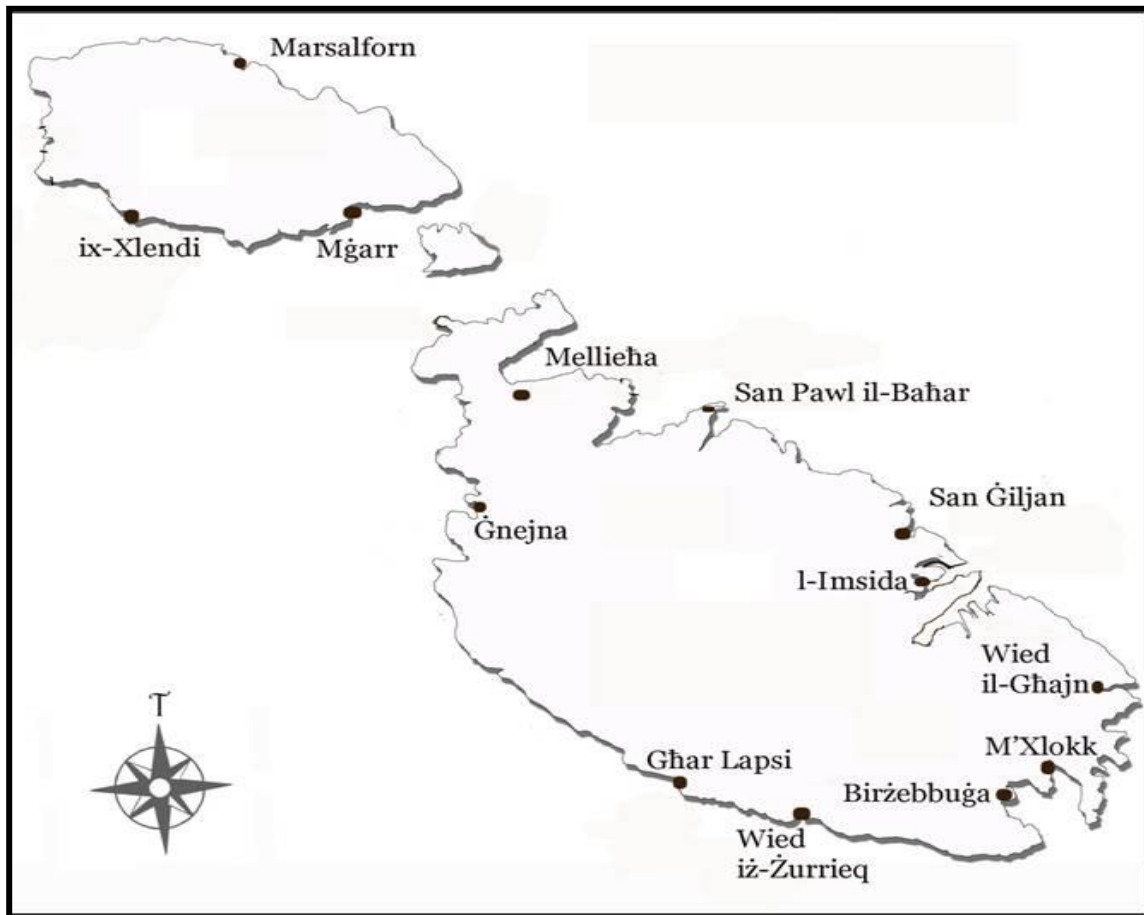 Marsalforn
ix-Xlendi
Mġarr
Mellieħa
San Pawl il-Baħar
Ġnejna
San Ġiljan
l-Imsida
Wied
il-Għajn
T
M'Xlokk
Għar Lapsi
Birżebbuġa
Wied
iż-Żurrieq